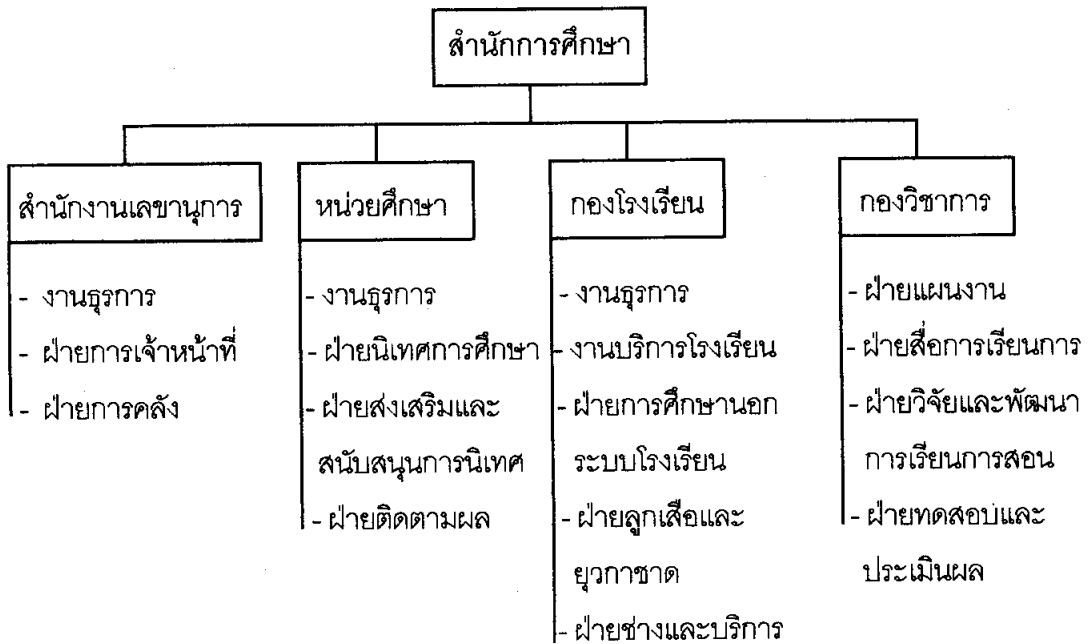 สำนักการศึกษา
สำนักงานเลขานุการ
- งานธุรการ
- ฝ่ายการเจ้าหน้าที่
- ฝ่ายการคลัง
หน่วยศึกษา
- งานธุรการ
- ฝ่ายนิเทศการศึกษา
- ฝ่ายส่งเสริมและ
สนับสนุนการนิเทศ
- ฝ่ายติดตามผล
กองโรงเรียน
- งานธุรการ
- งานบริการโรงเรียน
- ฝ่ายการศึกษานอก
ระบบโรงเรียน
- ฝ่ายลูกเสือและ
ยุวกาชาด
- ฝ่ายช่างและบริการ
กองวิชาการ
- ฝ่ายแผนงาน
- ฝ่ายสื่อการเรียนการ
- ฝ่ายวิจัยและพัฒนา
การเรียนการสอน
- ฝ่ายทดสอบและ
ประเมินผล